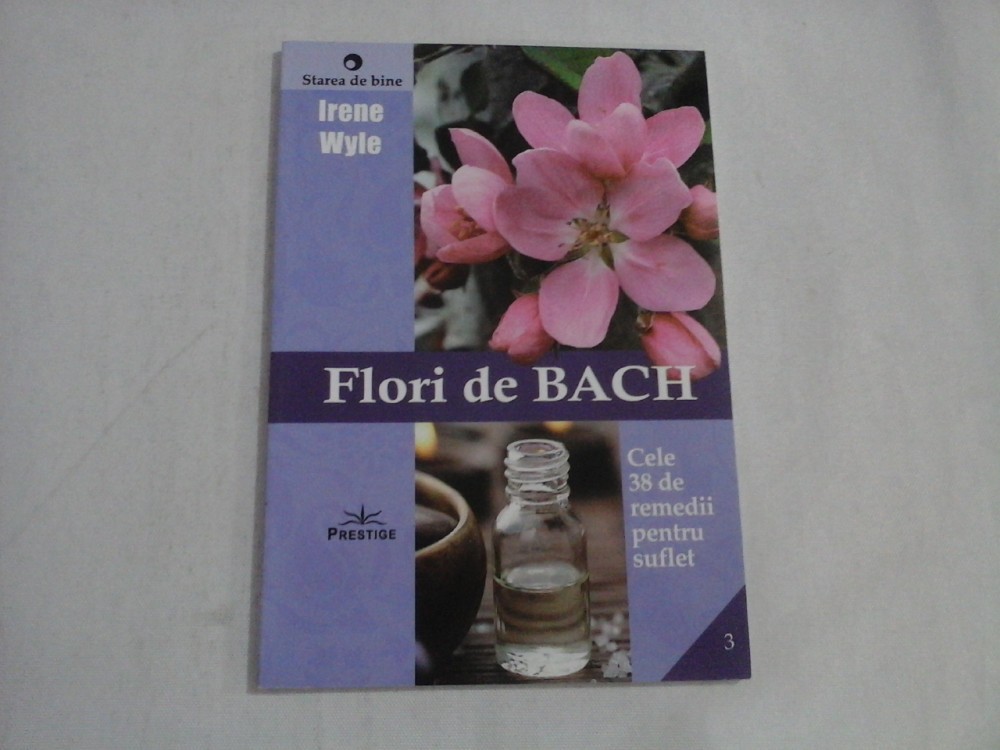 Starea de bine
Irene
Wyle
Flori de BACH
Cele
38 de
remedii
pentru
suflet
PRESTIGE
3